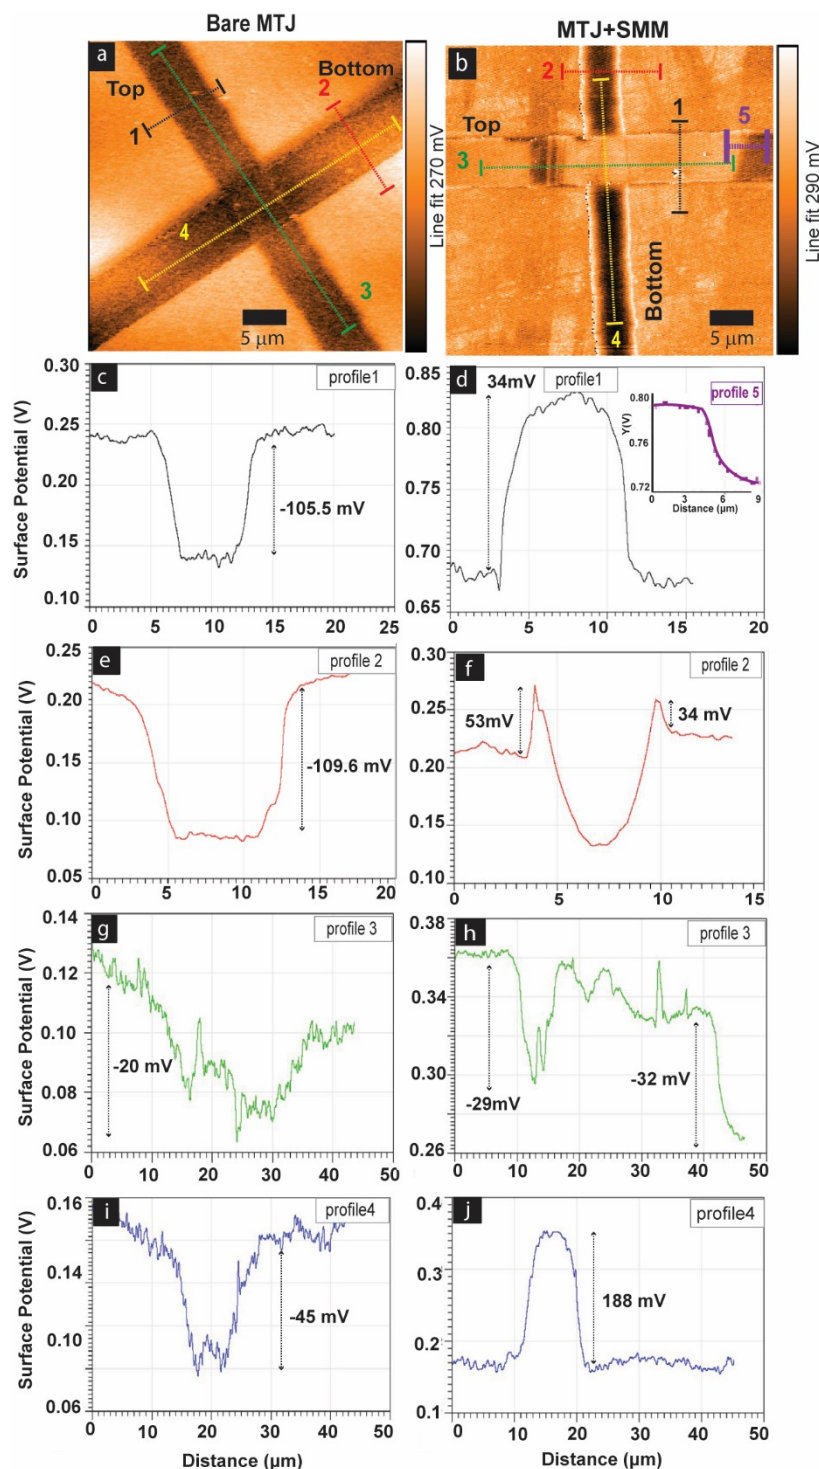 Bare MTJ
MTJ+SMM
a
Top
Bottom
1
2
3
4
5 μm
Line fit 270 mV
b
Top
Bottom
1
2
3
4
5
5 μm
Line fit 290 mV
c
profile1
Surface Potential (V)
0.30
0.20
0.15
0.10
-105.5 mV
0 5 10 15 20 25
d
profile1
34mV
0.85
0.80
0.75
0.70
0.65
0 5 10 15 20
profile 5
Y(V)
0.80
0.76
0.72
0 3 6 9
Distance (μm)
e
profile 2
Surface Potential (V)
0.25
0.20
0.15
0.10
0.05
-109.6 mV
0 5 10 15 20
f
profile 2
53mV
34 mV
0.30
0.25
0.20
0.15
0.10
0 5 10 15
g
profile 3
Surface Potential (V)
0.14
0.12
0.10
0.08
0.06
-20 mV
0 10 20 30 40 50
h
profile 3
-29mV
-32 mV
0.38
0.34
0.30
0.26
0 10 20 30 40 50
i
profile4
Surface Potential (V)
0.16
0.14
0.10
0.06
-45 mV
0 10 20 30 40 50
Distance (μm)
j
profile4
188 mV
0.4
0.3
0.2
0.1
0 10 20 30 40 50
Distance (μm)